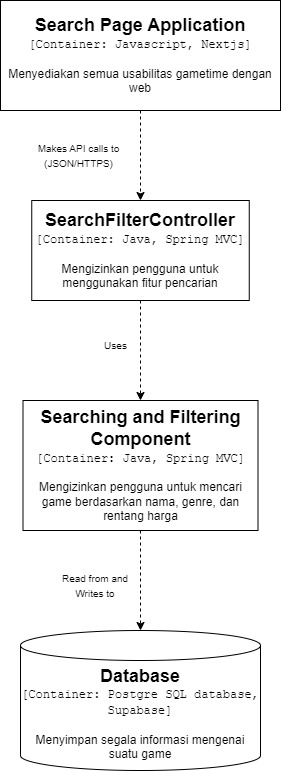 Search Page Application
[Container: Javascript, Nextjs]
Menyediakan semua usabilitas gametime dengan
web
Makes API calls to
(JSON/HTTPS)
SearchFilterController
[Container: Java, Spring MVC]
Mengizinkan pengguna untuk
menggunakan fitur pencarian
Uses
Searching and Filtering
Component
[Container: Java, Spring MVC]
Mengizinkan pengguna untuk mencari
game berdasarkan nama, genre, dan
rentang harga
Read from and
Writes to
Database
[Container: Postgre SQL database,
Supabase]
Menyimpan segala informasi mengenai
suatu game